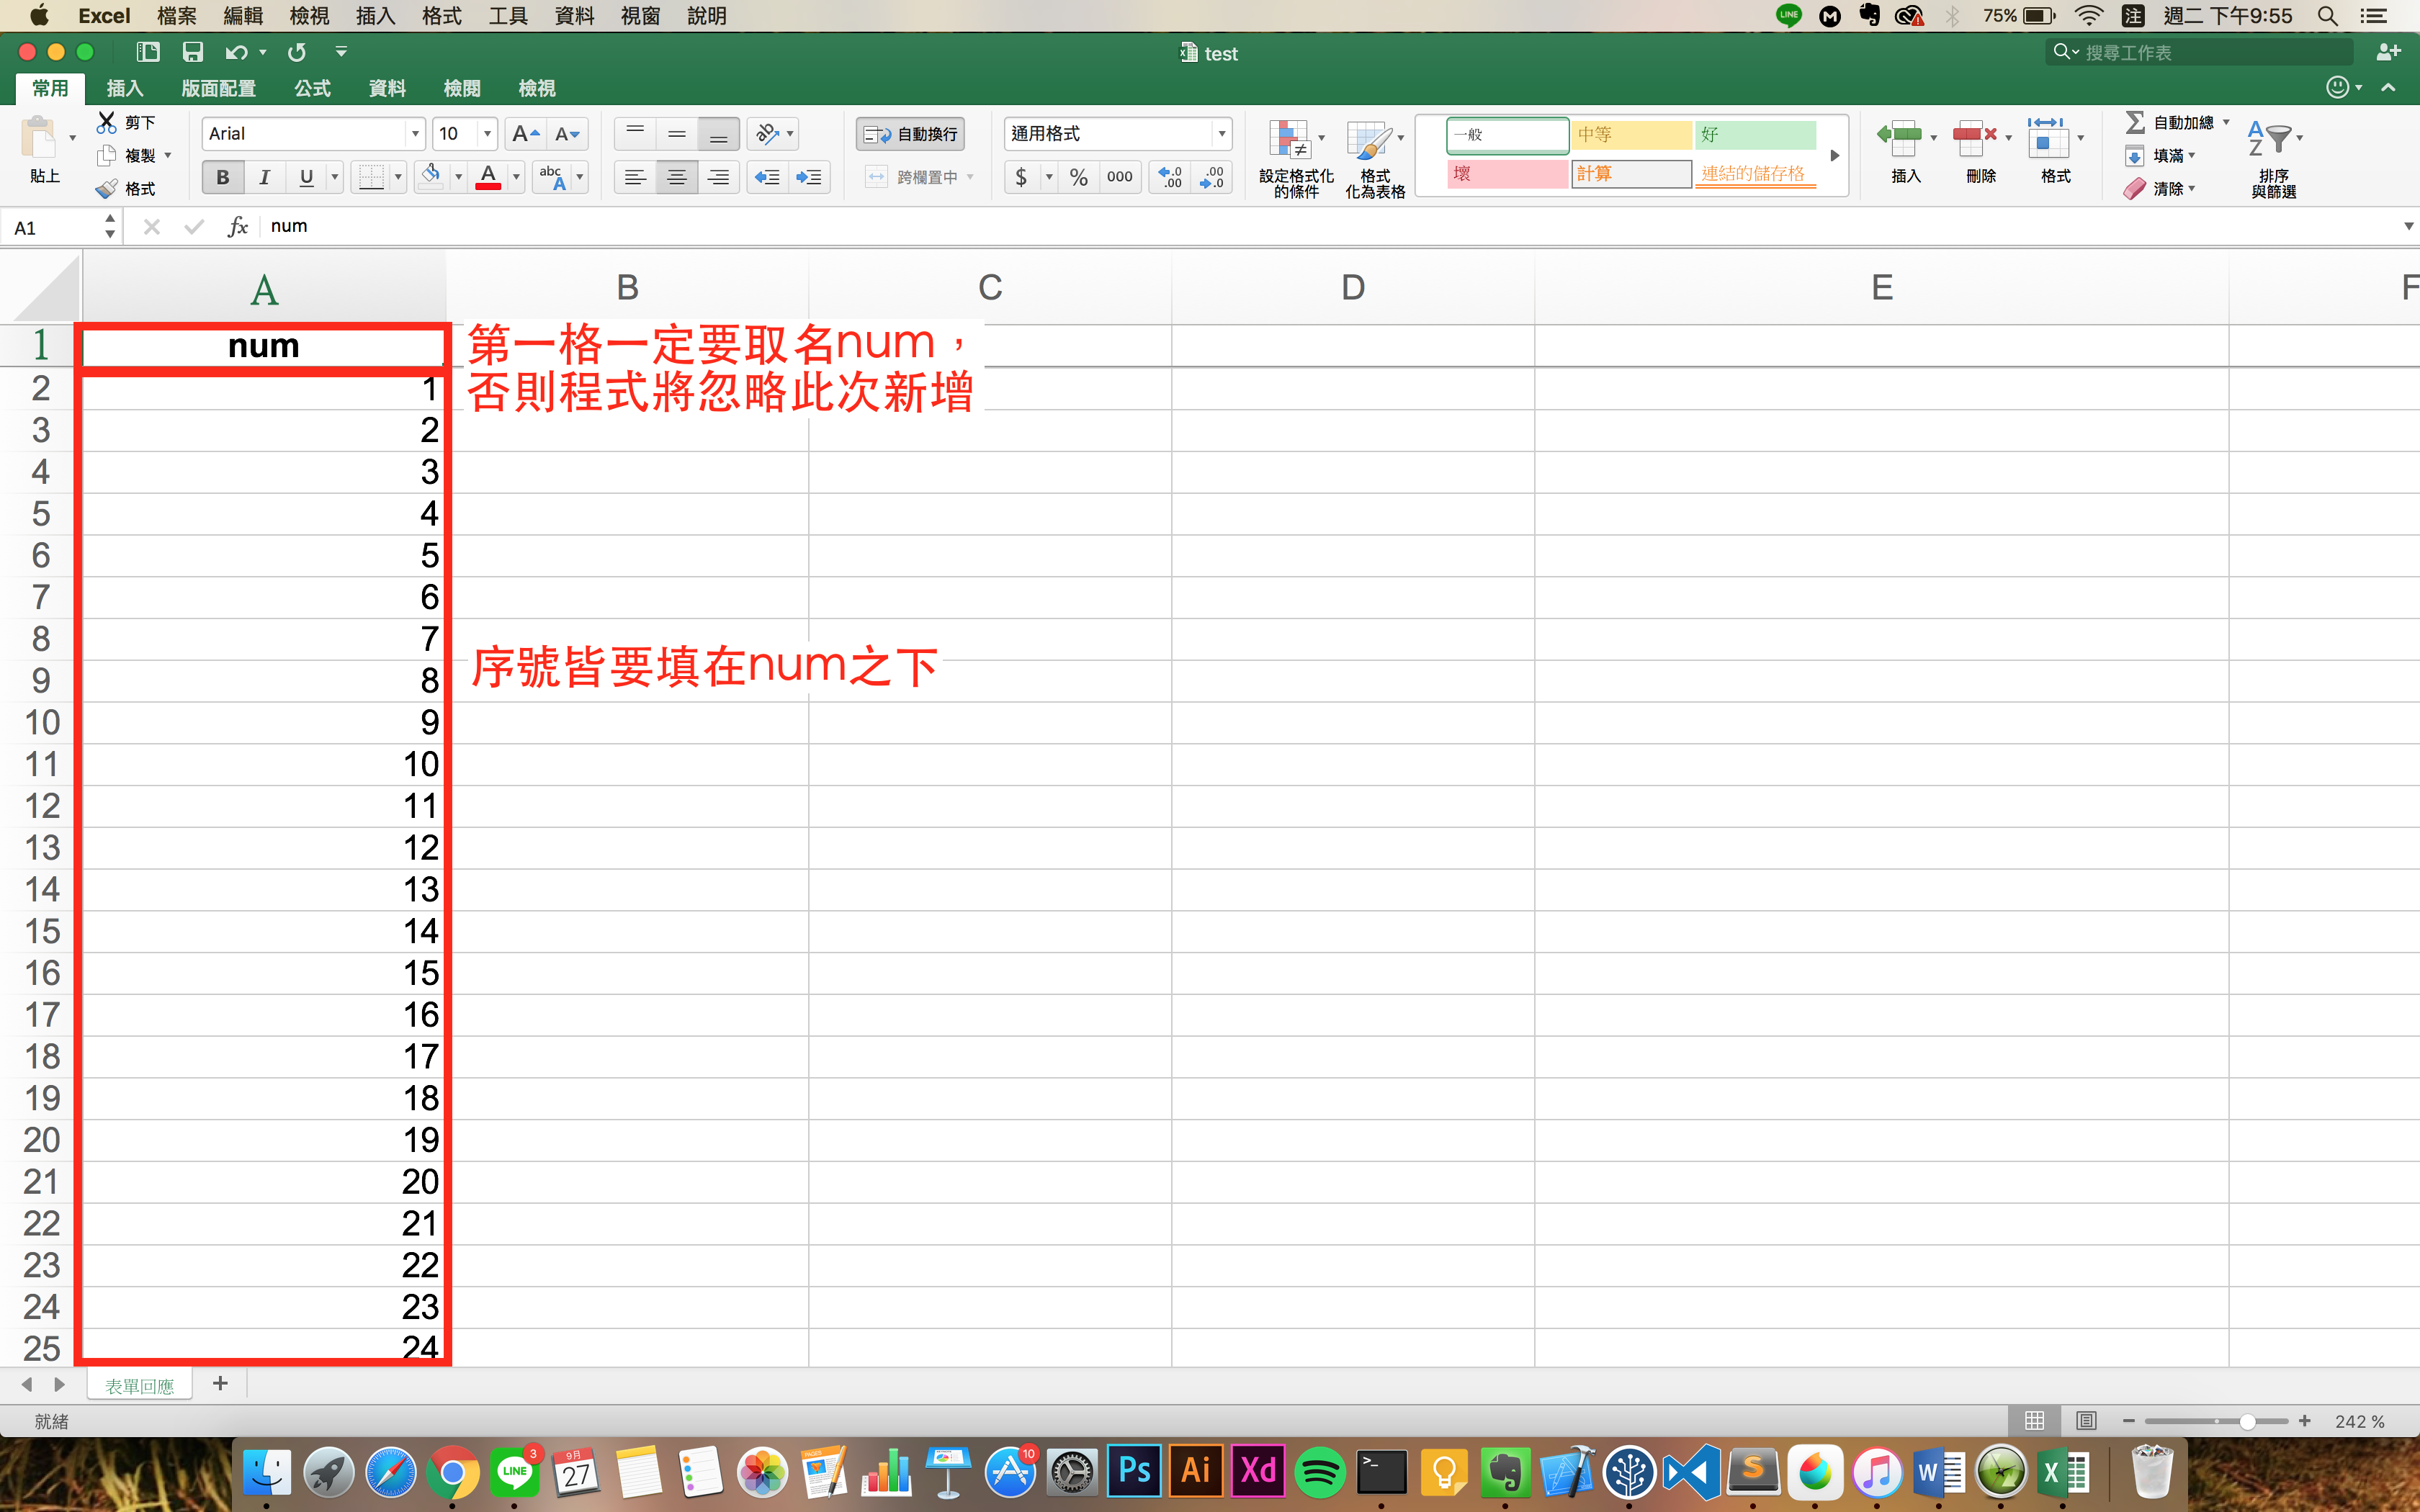 Excel 檔案 編輯 檢視 插入 格式 工具 資料 視窗 說明
LINE 75% 注 週二 下午9:55
test
搜尋工作表
常用 插入 版面配置 公式 資料 檢閱 檢視
貼上
剪下
複製
格式
Arial 10
B I U A abc A
自動換行
跨欄置中
通用格式
$ % 000 .0 .00 .00 .0
設定格式化
的條件
格式
化為表格
一般 中等 好
壞 計算 連結的儲存格
插入 刪除 格式
自動加總
填滿
清除
排序
與篩選
A1 fx num
A B C D E F
1 num
第一格一定要取名num,
否則程式將忽略此次新增
2 1
3 2
4 3
5 4
6 5
7 6
8 7
序號皆要填在num之下
9 8
10 9
11 10
12 11
13 12
14 13
15 14
16 15
17 16
18 17
19 18
20 19
21 20
22 21
23 22
24 23
25 24
表單回應 +
就緒 242 %
LINE 3 9月 27 PAGES 10 Ps Ai Xd >_ S W X